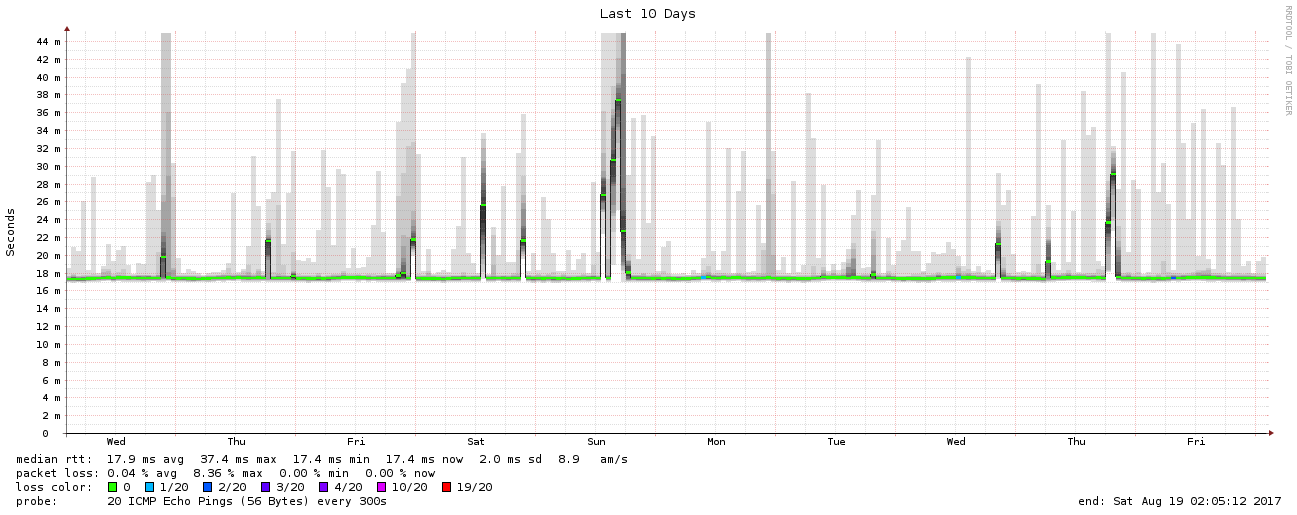 Last 10 Days
RRDTOOL / TOBI OETIKER
Seconds
44 m
42 m
40 m
38 m
36 m
34 m
32 m
30 m
28 m
26 m
24 m
22 m
20 m
18 m
16 m
14 m
12 m
10 m
8 m
6 m
4 m
2 m
0
Wed Thu Fri Sat Sun Mon Tue Wed Thu Fri
median rtt: 17.9 ms avg 37.4 ms max 17.4 ms min 17.4 ms now 2.0 ms sd 8.9 am/s
packet loss: 0.04 % avg 8.36 % max 0.00 % min 0.00 % now
loss color: 0 1/20 2/20 3/20 4/20 10/20 19/20
probe: 20 ICMP Echo Pings (56 Bytes) every 300s end: Sat Aug 19 02:05:12 2017